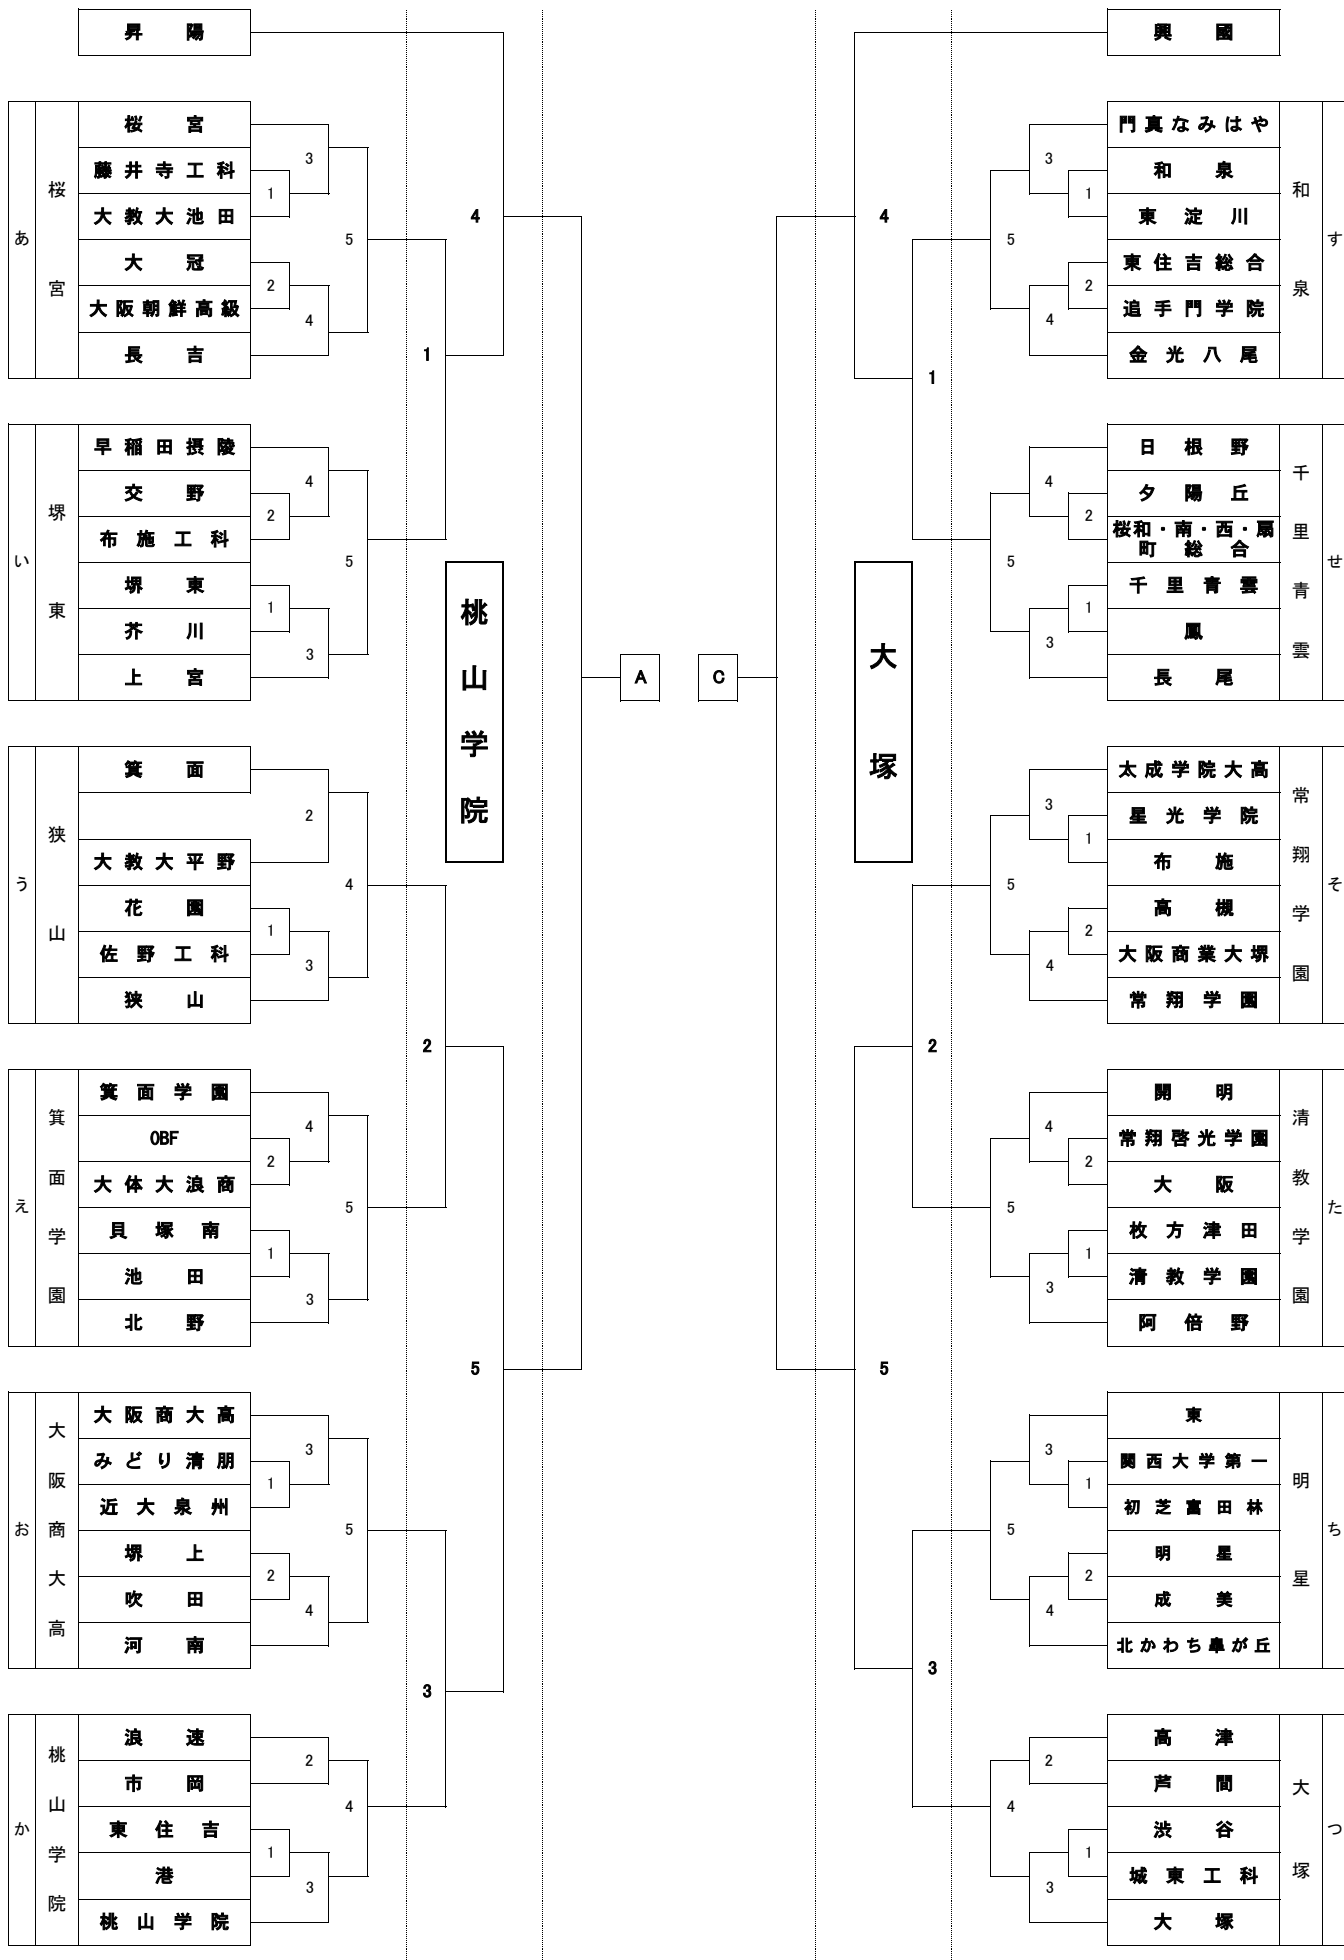 昇陽
あ
桜宮
桜宮
藤井寺工科
大教大池田
大冠
大阪朝鮮高級
長吉
3
1
5
2
4
1
4
い
堺東
早稲田摂陵
交野
布施工科
堺東
芥川
上宮
4
2
5
1
3
う
狭山
箕面
大教大平野
花園
佐野工科
狭山
2
4
1
3
2
え
箕面学園
箕面学園
OBF
大体大浪商
貝塚南
池田
北野
4
2
5
1
3
5
お
大阪商大高
大阪商大高
みどり清朋
近大泉州
堺上
吹田
河南
3
1
5
2
4
3
か
桃山学院
浪速
市岡
東住吉
港
桃山学院
2
4
1
3
桃山学院
A
C
大塚
興國
門真なみはや
和泉
東淀川
東住吉総合
追手門学院
金光八尾
和泉
す
3
1
5
2
4
1
4
日根野
夕陽丘
桜和・南・西・扇
町総合
千里青雲
鳳
長尾
千里青雲
せ
4
2
5
1
3
太成学院大高
星光学院
布施
高槻
大阪商業大堺
常翔学園
常翔学園
そ
3
1
5
2
4
2
開明
常翔啓光学園
大阪
枚方津田
清教学園
阿倍野
清教学園
た
4
2
5
1
3
5
東
関西大学第一
初芝富田林
明星
成美
北かわち皐が丘
明星
ち
3
1
5
2
4
3
高津
芦間
渋谷
城東工科
大塚
大塚
つ
2
4
1
3